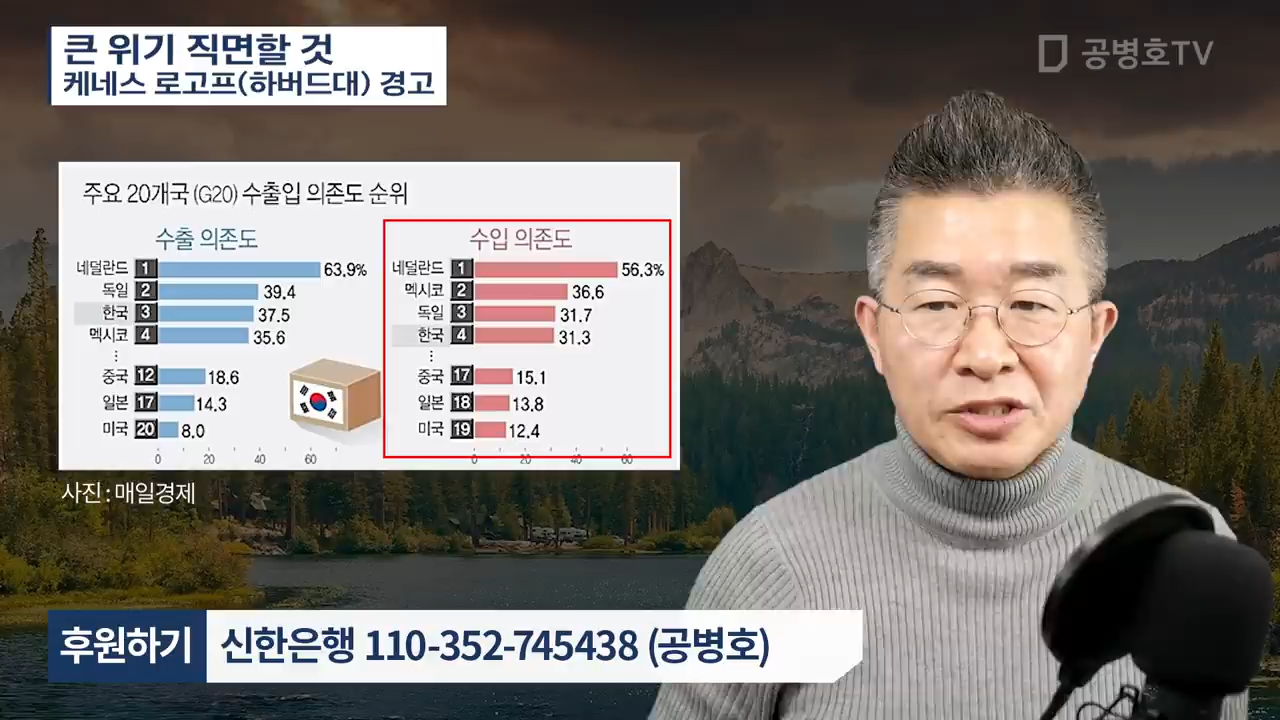 큰 위기 직면할 것
케네스 로고프(하버드대) 경고
공병호TV
주요 20개국 (G20) 수출입 의존도 순위
수출 의존도
네덜란드 1 63.9%
독일 2 39.4
한국 3 37.5
멕시코 4 35.6
⋮
중국 12 18.6
일본 17 14.3
미국 20 8.0
0 20 40 60
수입 의존도
네덜란드 1 56.3%
멕시코 2 36.6
독일 3 31.7
한국 4 31.3
⋮
중국 17 15.1
일본 18 13.8
미국 19 12.4
0 20 40 60
사진 : 매일경제
후원하기 신한은행 110-352-745438 (공병호)